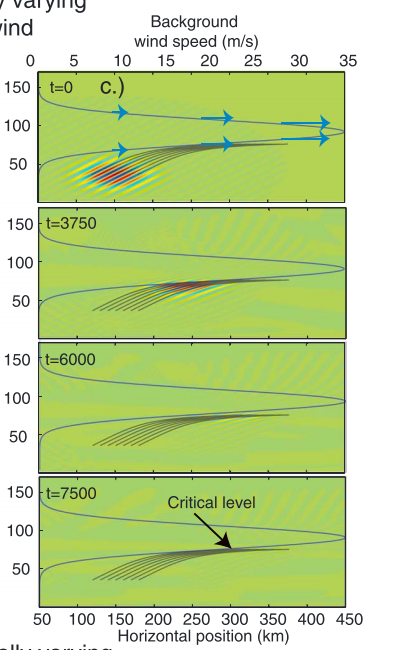 y varying
wind
Background
wind speed (m/s)
0 5 10 15 20 25 30 35
t=0 c.)
150
100
50
t=3750
150
100
50
t=6000
150
100
50
t=7500
150
Critical level
100
50
50 100 150 200 250 300 350 400 450
Horizontal position (km)